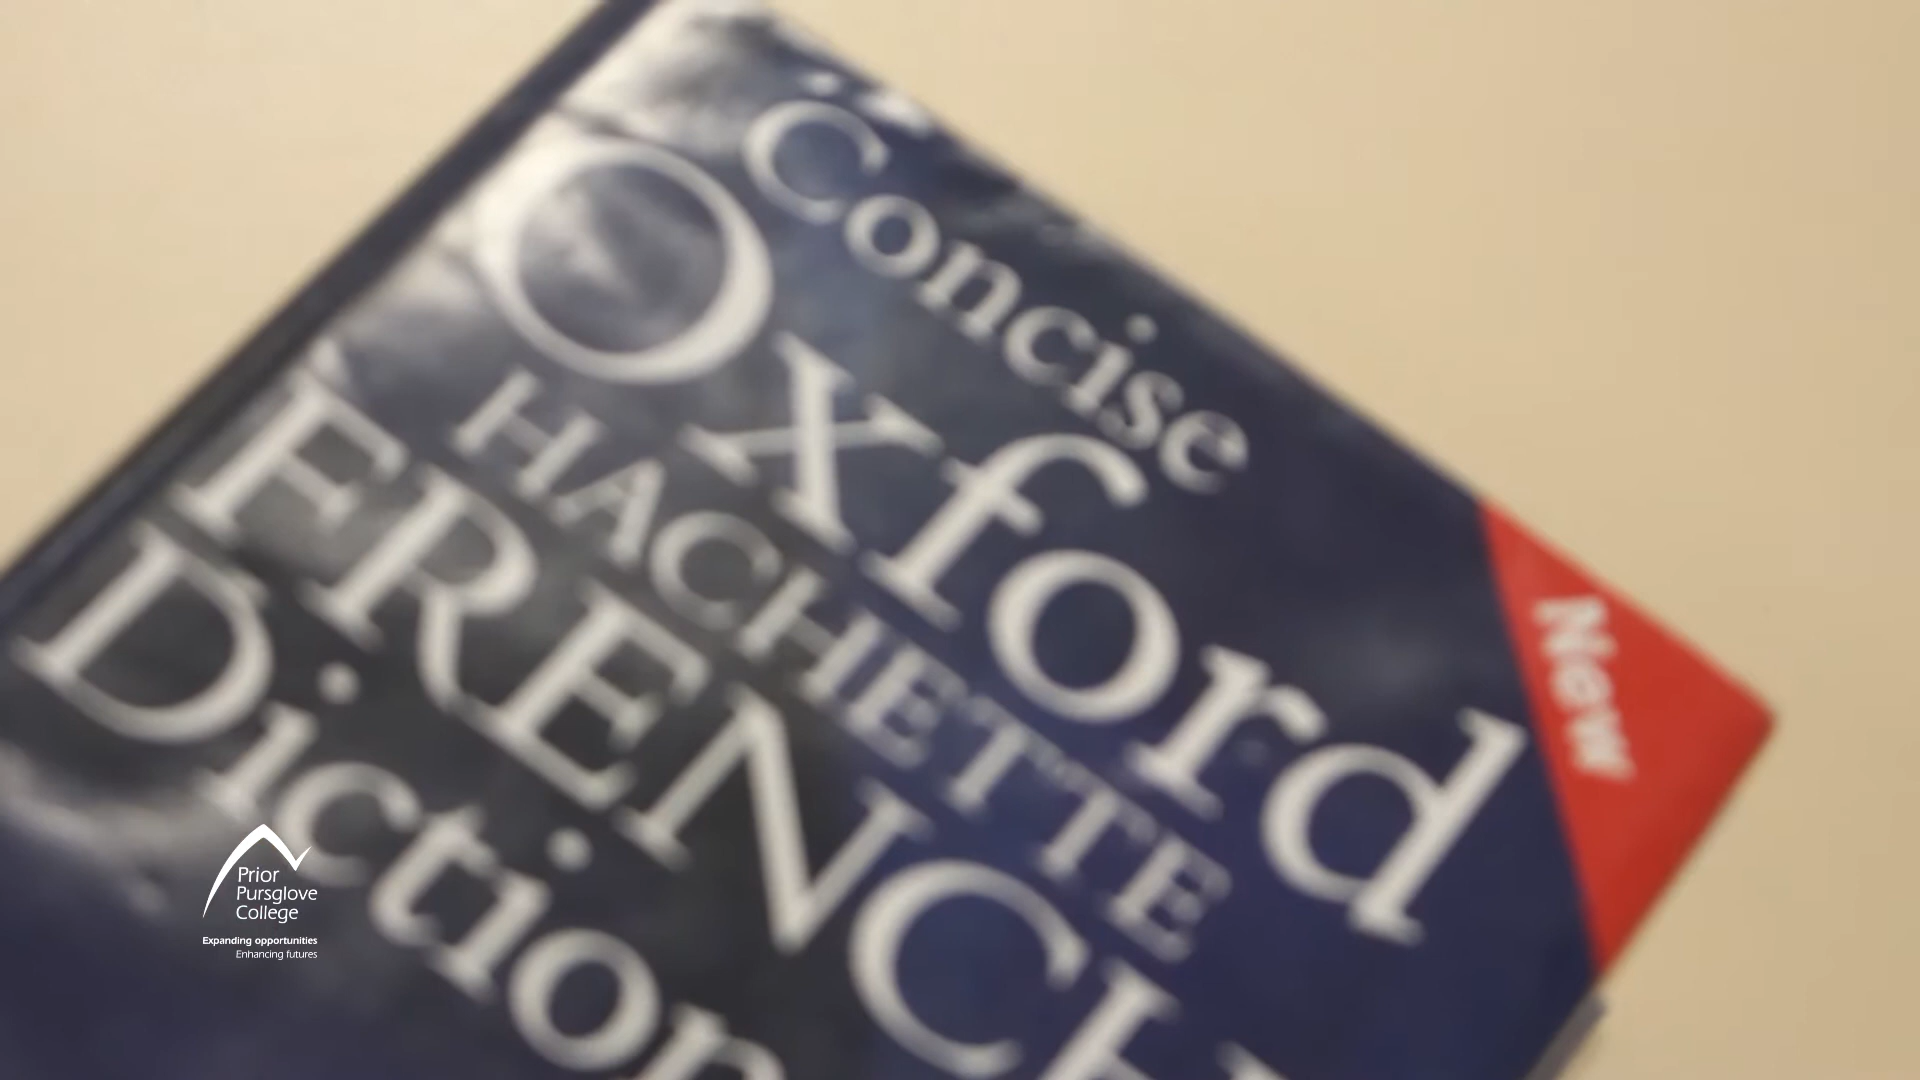 Concise
Oxford
HACHETTE
FRENCH
Diction
New
Prior
Pursglove
College
Expanding opportunities
Enhancing futures